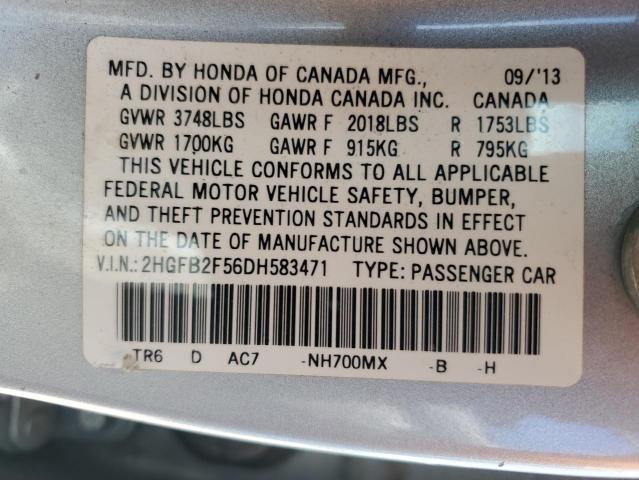 MFD. BY HONDA OF CANADA MFG., 09/'13
A DIVISION OF HONDA CANADA INC. CANADA
GVWR 3748LBS GAWR F 2018LBS R 1753LBS
GVWR 1700KG GAWR F 915KG R 795KG
THIS VEHICLE CONFORMS TO ALL APPLICABLE
FEDERAL MOTOR VEHICLE SAFETY, BUMPER,
AND THEFT PREVENTION STANDARDS IN EFFECT
ON THE DATE OF MANUFACTURE SHOWN ABOVE.
V.I.N.:2HGFB2F56DH583471 TYPE: PASSENGER CAR
TR6 D AC7 -NH700MX -B -H